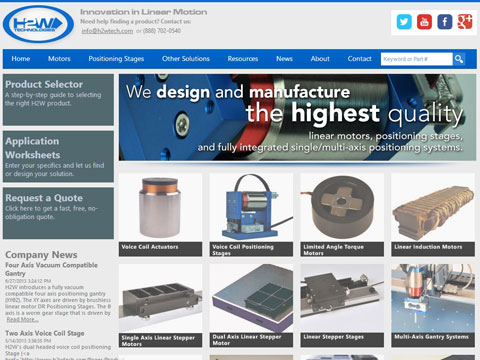 H2W
TECHNOLOGIES
Innovation in Linear Motion
Need help finding a product? Contact us:
info@h2wtech.com or (888) 702-0540
Home Motors Positioning Stages Other Solutions Resources News About Contact Keyword or Part #
Product Selector
A step-by-step guide to selecting
the right H2W product.
Application
Worksheets
Enter your specifics and let us find
or design your solution.
Request a Quote
Click here to get a fast, free, no-
obligation quote.
We design and manufacture
the highest quality
linear motors, positioning stages,
and fully integrated single/multi-axis positioning systems.
Voice Coil Actuators
Voice Coil Positioning
Stages
Limited Angle Torque
Motors
Linear Induction Motors
Single Axis Linear Stepper
Motors
Dual Axis Linear Stepper
Motor
Linear Stepper Stages
Multi-Axis Gantry Systems
Company News
Four Axis Vacuum Compatible
Gantry
6/27/2013 3:24:12 PM
H2W introduces a fully vacuum
compatible four axis positioning gantry
(XYθZ). The XY axes are driven by brushless
linear motor DR Positioning Stages. The θ
axis is a worm gear stage that is driven by
Read More...
Two Axis Voice Coil Stage
5/14/2013 3:38:35 PM
H2W's dual headed voice coil positioning
Stage (<a